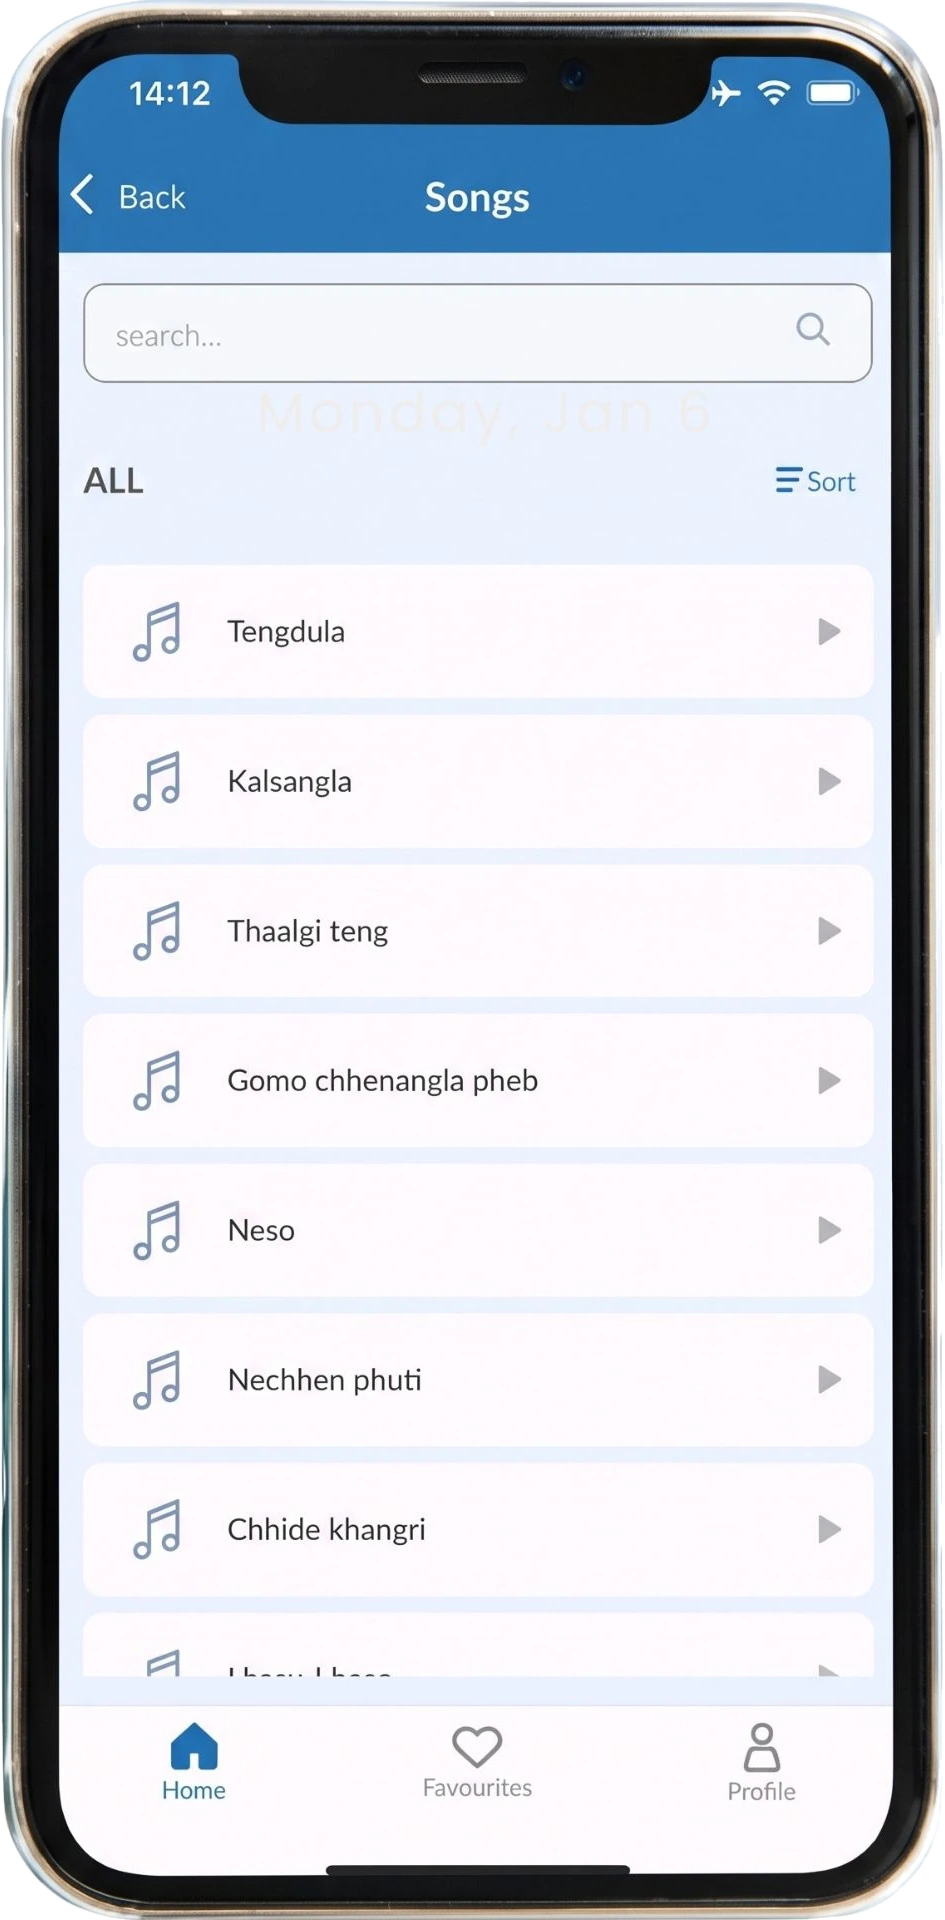 14:12
Back
Songs
search...
Monday, Jan 6
ALL
Sort
Tengdula
Kalsangla
Thaalgi teng
Gomo chhenangla pheb
Neso
Nechhen phuti
Chhide khangri
Home
Favourites
Profile